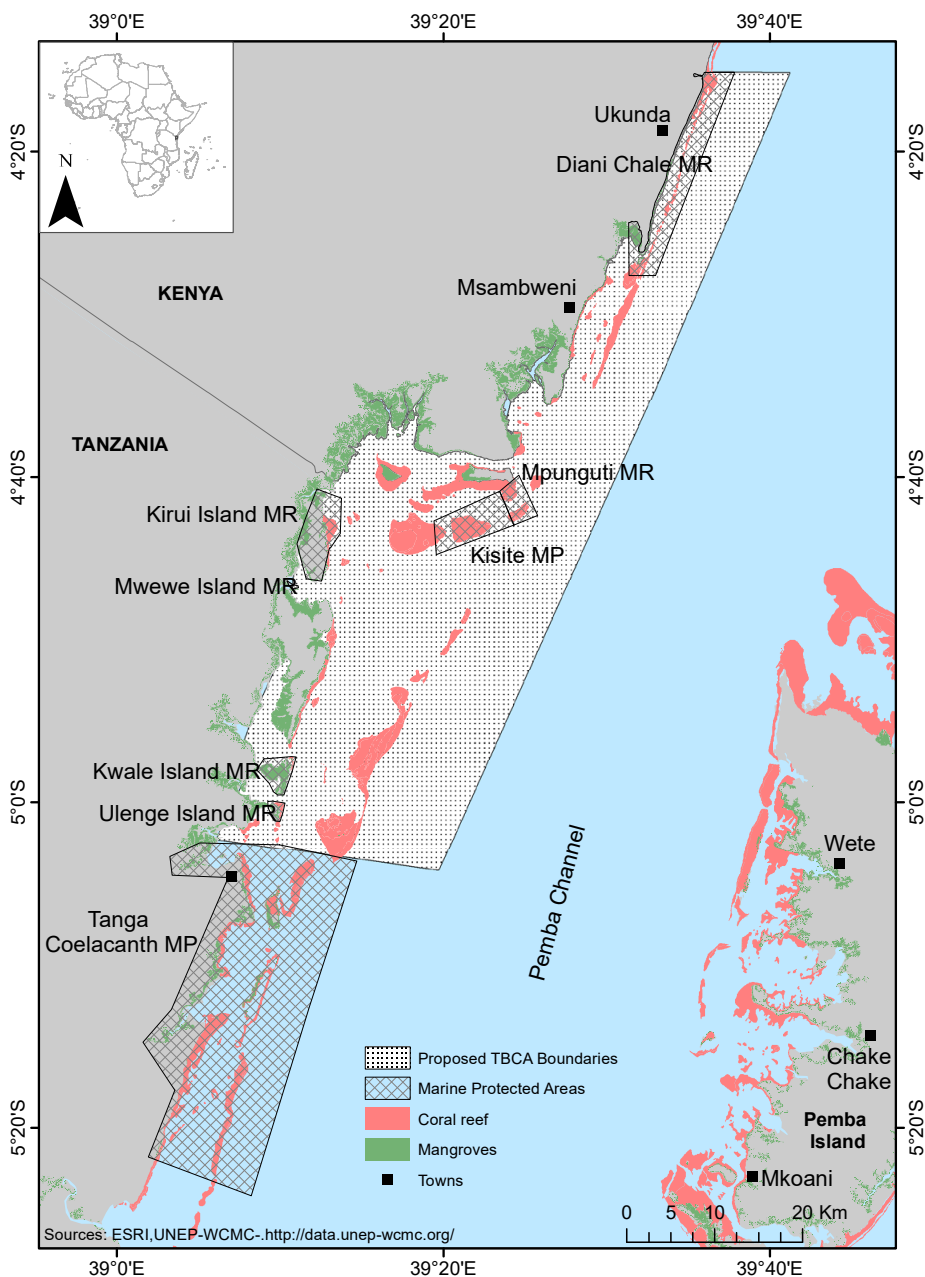 39°0'E
39°20'E
39°40'E
N
4°20'S
4°20'S
Ukunda
Diani Chale MR
KENYA
Msambweni
TANZANIA
4°40'S
4°40'S
Mpunguti MR
Kirui Island MR
Kisite MP
Mwewe Island MR
Kwale Island MR
5°0'S
5°0'S
Ulenge Island MR
Wete
Pemba Channel
Tanga
Coelacanth MP
Proposed TBCA Boundaries
Marine Protected Areas
Coral reef
Mangroves
Towns
Chake
Chake
Pemba
Island
5°20'S
5°20'S
Mkoani
0 5 10 20 Km
Sources: ESRI,UNEP-WCMC-.http://data.unep-wcmc.org/
39°0'E
39°20'E
39°40'E